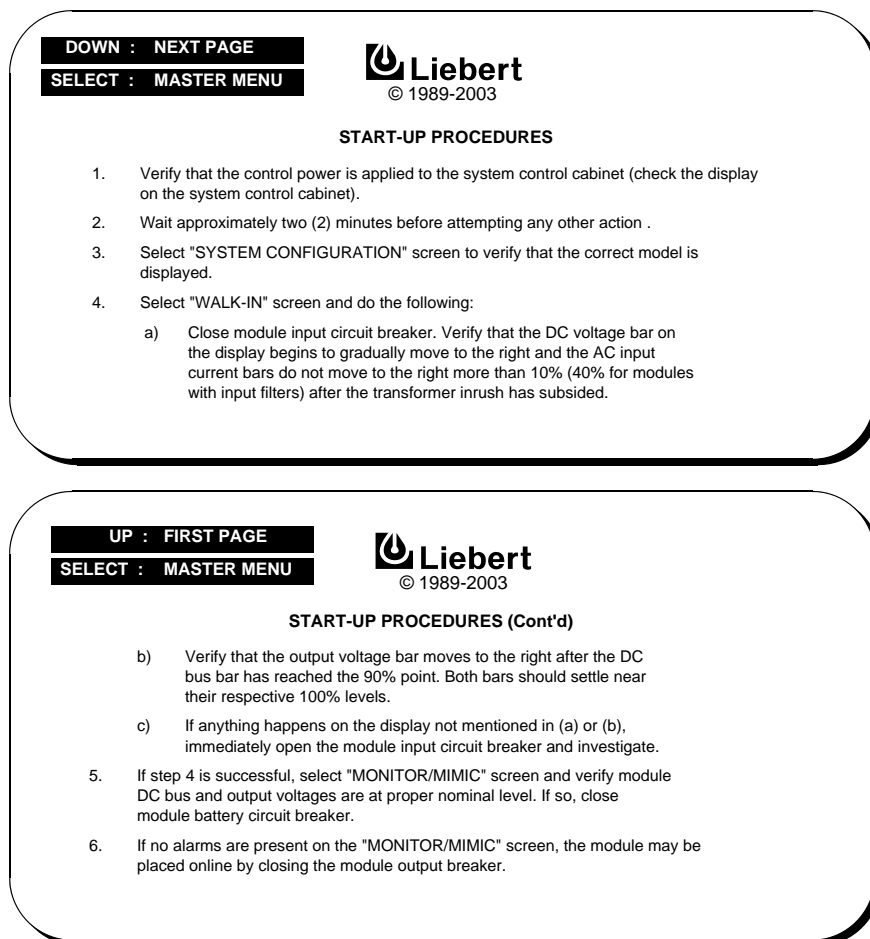 DOWN : NEXT PAGE
SELECT : MASTER MENU
Liebert
© 1989-2003
START-UP PROCEDURES
1. Verify that the control power is applied to the system control cabinet (check the display
on the system control cabinet).
2. Wait approximately two (2) minutes before attempting any other action .
3. Select "SYSTEM CONFIGURATION" screen to verify that the correct model is
displayed.
4. Select "WALK-IN" screen and do the following:
a) Close module input circuit breaker. Verify that the DC voltage bar on
the display begins to gradually move to the right and the AC input
current bars do not move to the right more than 10% (40% for modules
with input filters) after the transformer inrush has subsided.
UP : FIRST PAGE
SELECT : MASTER MENU
Liebert
© 1989-2003
START-UP PROCEDURES (Cont'd)
b) Verify that the output voltage bar moves to the right after the DC
bus bar has reached the 90% point. Both bars should settle near
their respective 100% levels.
c) If anything happens on the display not mentioned in (a) or (b),
immediately open the module input circuit breaker and investigate.
5. If step 4 is successful, select "MONITOR/MIMIC" screen and verify module
DC bus and output voltages are at proper nominal level. If so, close
module battery circuit breaker.
6. If no alarms are present on the "MONITOR/MIMIC" screen, the module may be
placed online by closing the module output breaker.